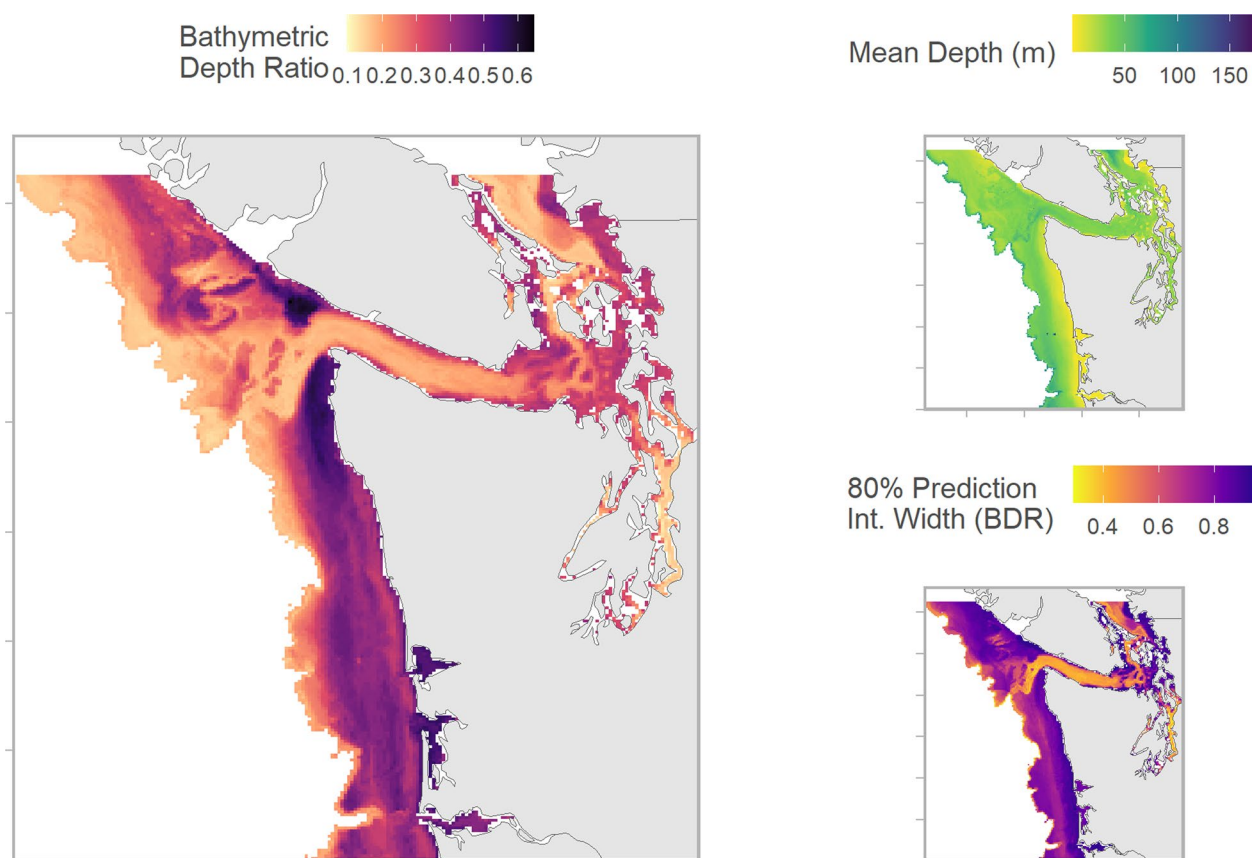 Bathymetric
Depth Ratio
0.1 0.2 0.3 0.4 0.5 0.6
Mean Depth (m)
50 100 150
80% Prediction
Int. Width (BDR)
0.4 0.6 0.8